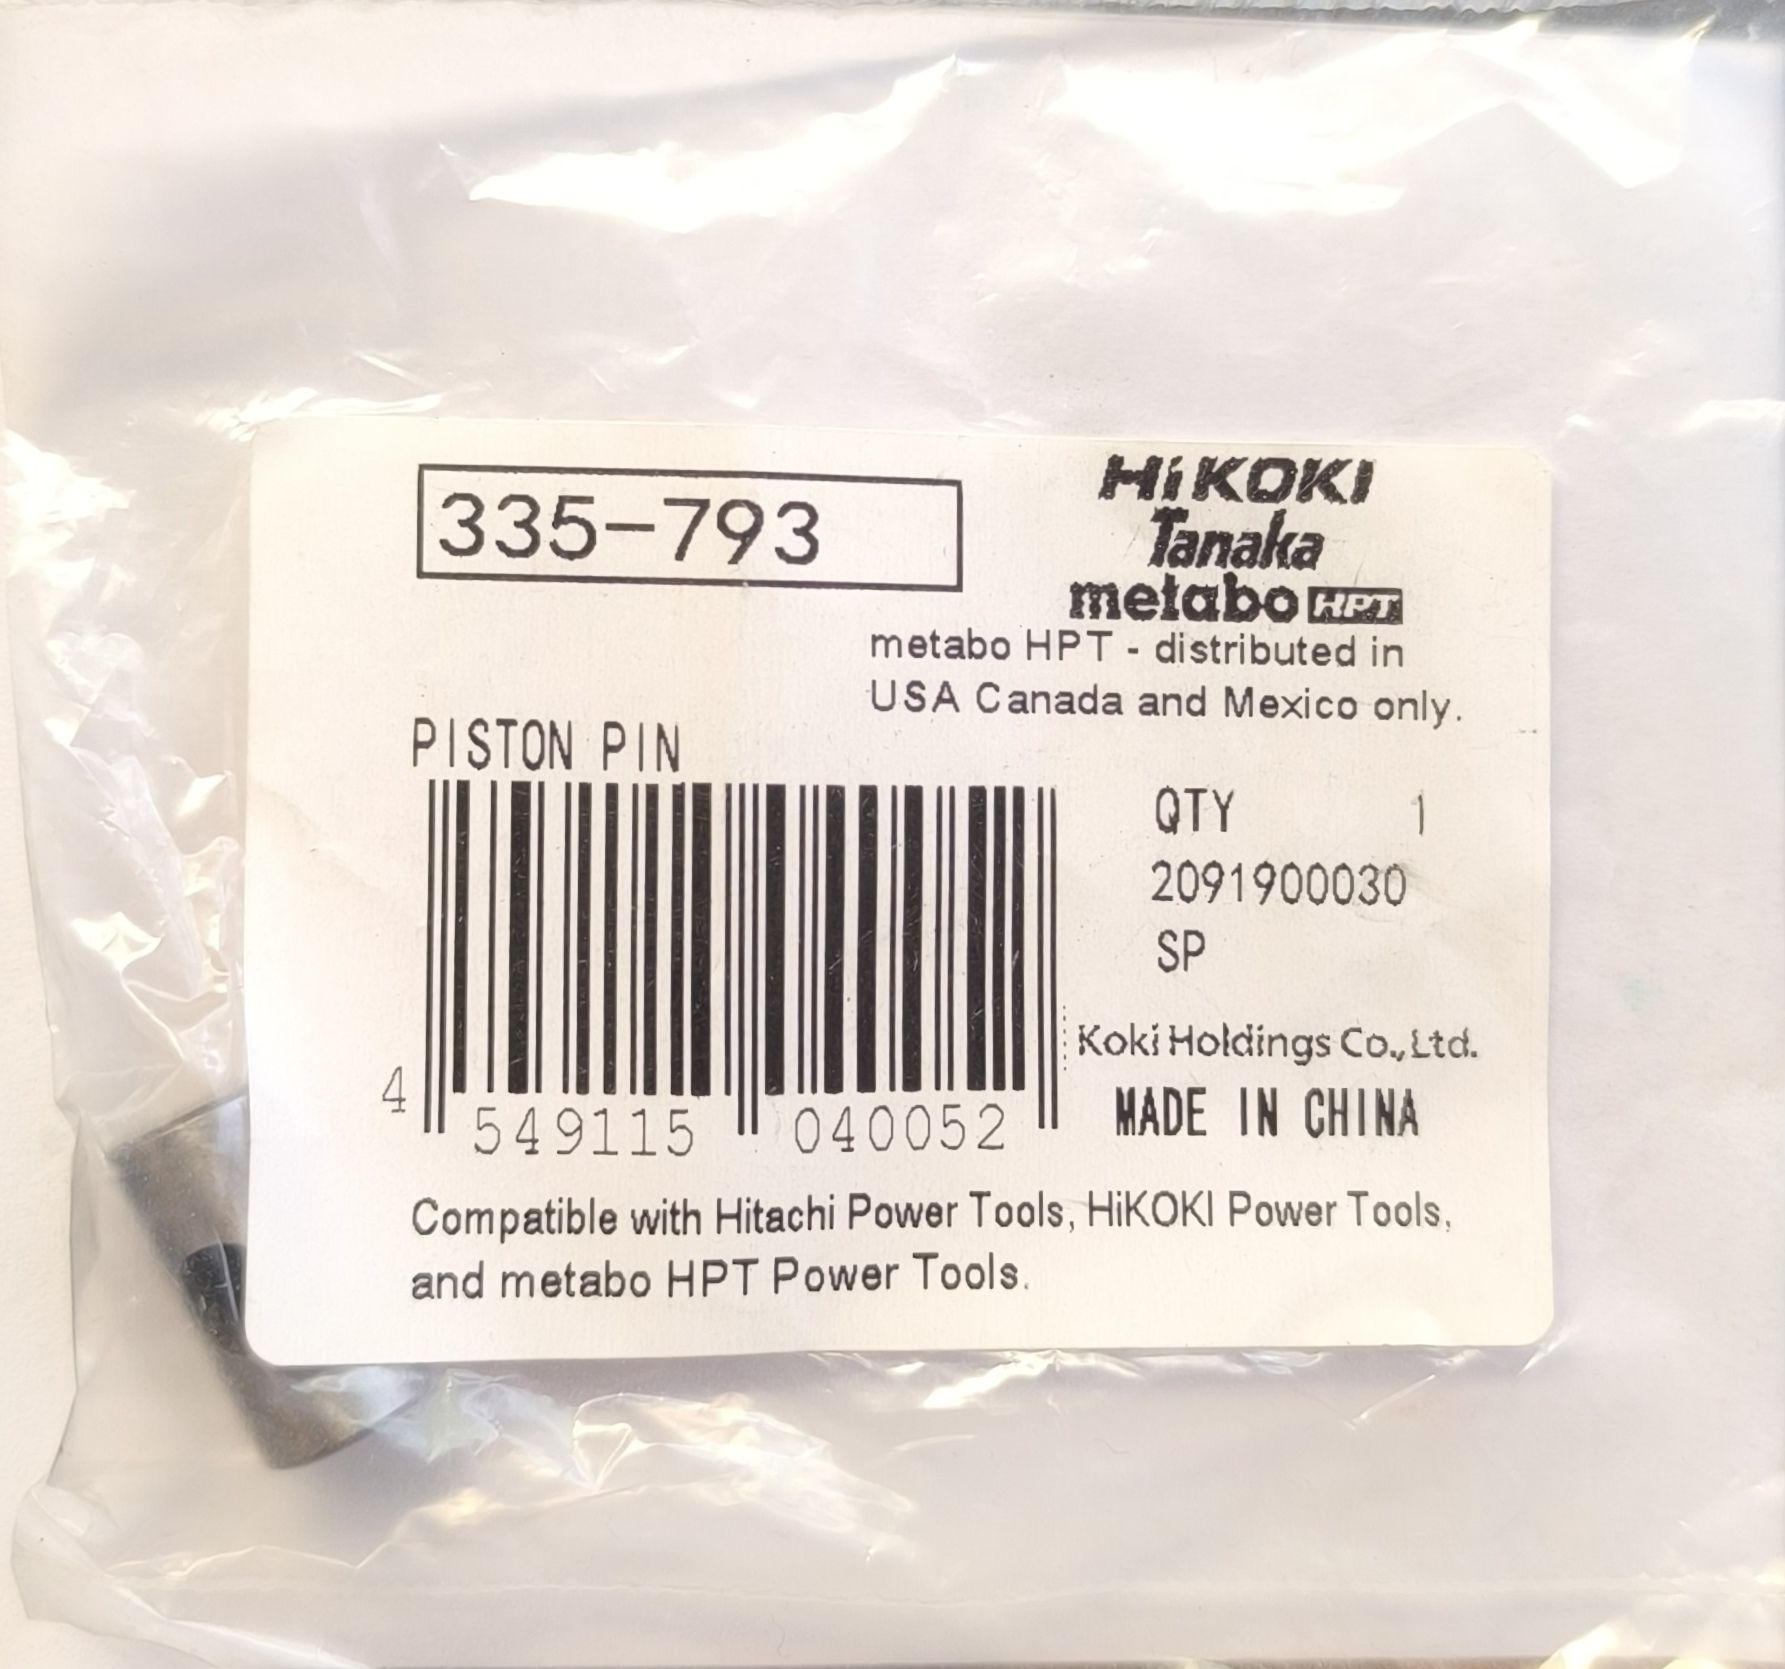 335-793
HiKOKI
Tanaka
metabo HPT
metabo HPT - distributed in
USA Canada and Mexico only.
PISTON PIN
QTY 1
2091900030
SP
Koki Holdings Co., Ltd.
MADE IN CHINA
4 549115 040052
Compatible with Hitachi Power Tools, HiKOKI Power Tools,
and metabo HPT Power Tools.